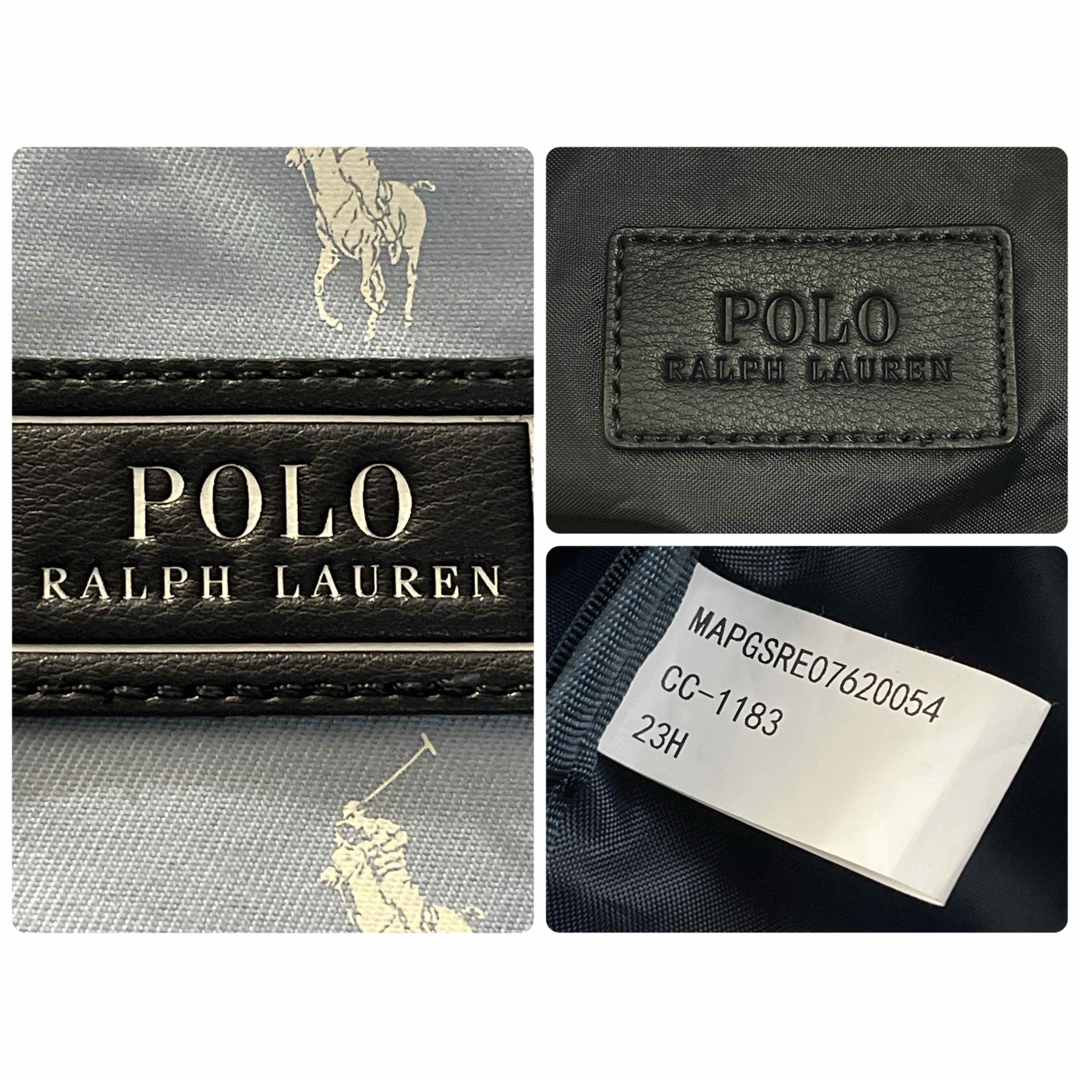 POLO
RALPH LAUREN
POLO
RALPH LAUREN
MAPGSRE07620054
CC-1183
23H